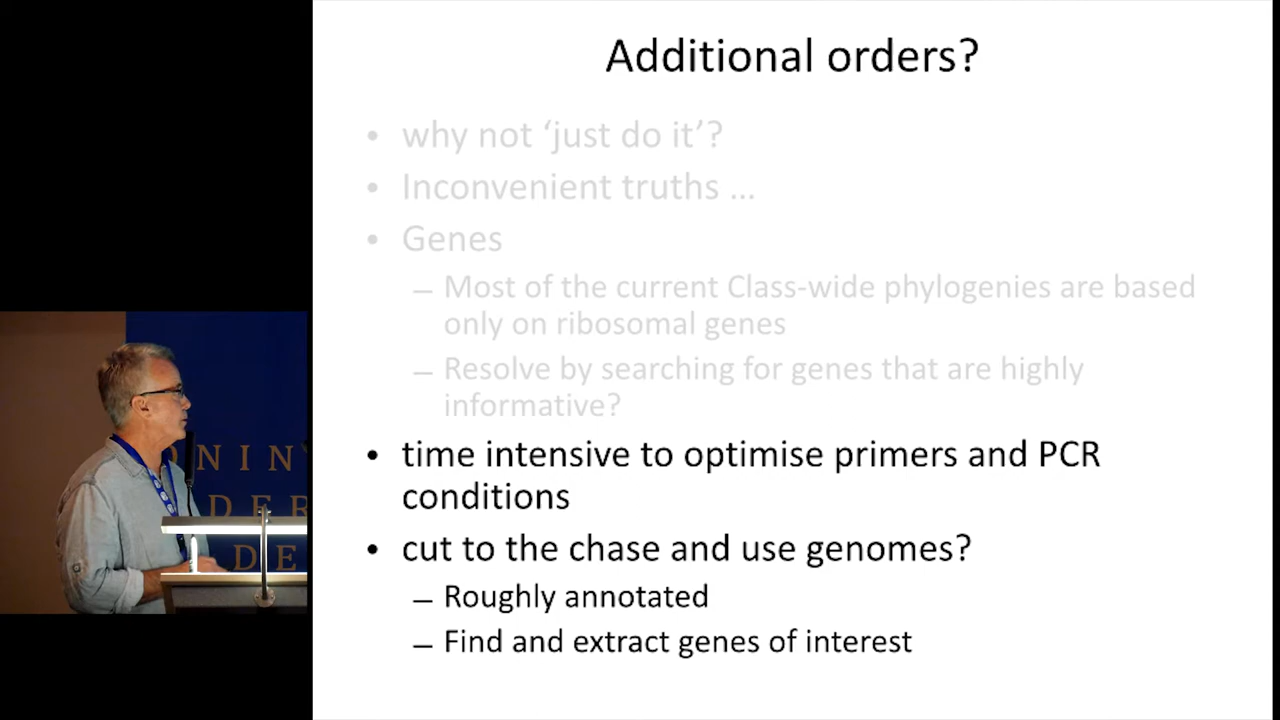 Additional orders?
• why not ‘just do it’?
• Inconvenient truths ...
• Genes
– Most of the current Class-wide phylogenies are based
only on ribosomal genes
– Resolve by searching for genes that are highly
informative?
• time intensive to optimise primers and PCR
conditions
• cut to the chase and use genomes?
– Roughly annotated
– Find and extract genes of interest